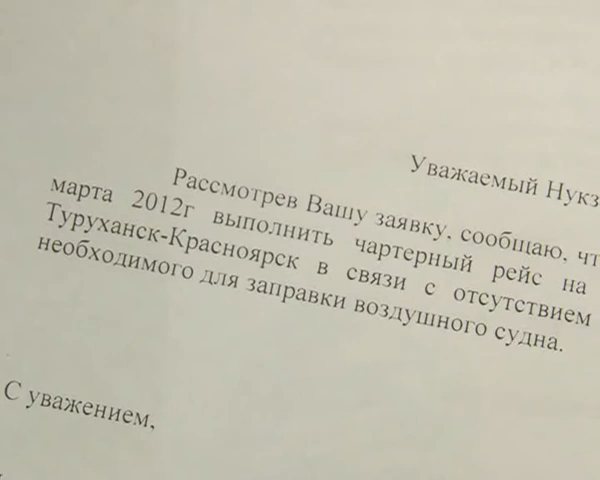 Уважаемый Нукз
Рассмотрев Вашу заявку, сообщаю, чт
марта 2012г выполнить чартерный рейс на
Туруханск-Красноярск в связи с отсутствием
необходимого для заправки воздушного судна.
С уважением,